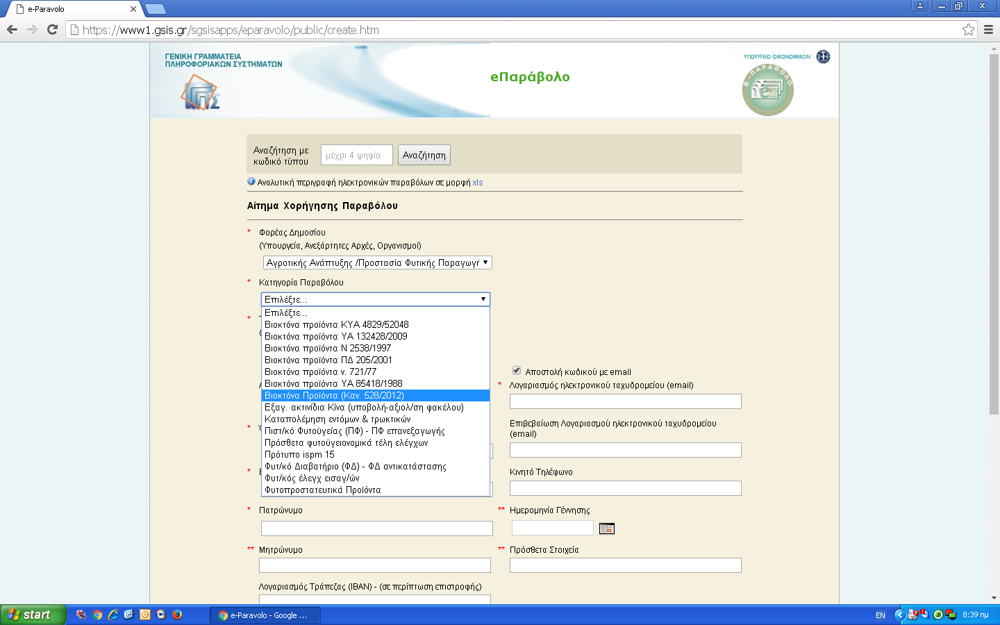 e-Paravolo
https://www1.gsis.gr/sgsisapps/eparavolo/public/create.htm
ΓΕΝΙΚΗ ΓΡΑΜΜΑΤΕΙΑ
ΠΛΗΡΟΦΟΡΙΑΚΩΝ ΣΥΣΤΗΜΑΤΩΝ
eΠαράβολο
ΥΠΟΥΡΓΕΙΟ ΟΙΚΟΝΟΜΙΚΩΝ
e-ΠΑΡΑΒΟΛΟ
Αναζήτηση με
κωδικό τύπου
μέχρι 4 ψηφία
Αναζήτηση
Αναλυτική περιγραφή ηλεκτρονικών παραβόλων σε μορφή xls
Αίτημα Χορήγησης Παραβόλου
* Φορέας Δημοσίου
(Υπουργεία, Ανεξάρτητες Αρχές, Οργανισμοί)
Αγροτικής Ανάπτυξης /Προστασία Φυτικής Παραγωγή
* Κατηγορία Παραβόλου
Επιλέξτε...
Επιλέξτε...
Βιοκτόνα προϊόντα ΚΥΑ 4829/52048
Βιοκτόνα προϊόντα ΥΑ 132428/2009
Βιοκτόνα προϊόντα Ν 2538/1997
Βιοκτόνα προϊόντα ΠΔ 205/2001
Βιοκτόνα προϊόντα ν. 721/77
Βιοκτόνα προϊόντα ΥΑ 85418/1988
Βιοκτόνα Προϊόντα (Καν. 528/2012)
Εξαγ. ακτινίδια Κίνα (υποβολή-αξιολ/ση φακέλου)
Καταπολέμηση εντόμων & τρωκτικών
Πιστ/κό Φυτοϋγείας (ΠΦ) - ΠΦ επανεξαγωγής
Πρόσθετα φυτοϋγειονομικά τέλη ελέγχων
Πρότυπο ispm 15
Φυτ/κό Διαβατήριο (ΦΔ) - ΦΔ αντικατάστασης
Φυτ/κός έλεγχ εισαγ/ών
Φυτοπροστατευτικά Προϊόντα
Αποστολή κωδικού με email
* Λογαριασμός ηλεκτρονικού ταχυδρομείου (email)
Επιβεβαίωση Λογαριασμού ηλεκτρονικού ταχυδρομείου
(email)
Κινητό Τηλέφωνο
* Πατρώνυμο
** Ημερομηνία Γέννησης
** Μητρώνυμο
** Πρόσθετα Στοιχεία
Λογαριασμός Τράπεζας (IBAN) - (σε περίπτωση επιστροφής)
start
e-Paravolo - Google ...
EN
8:39 πμ